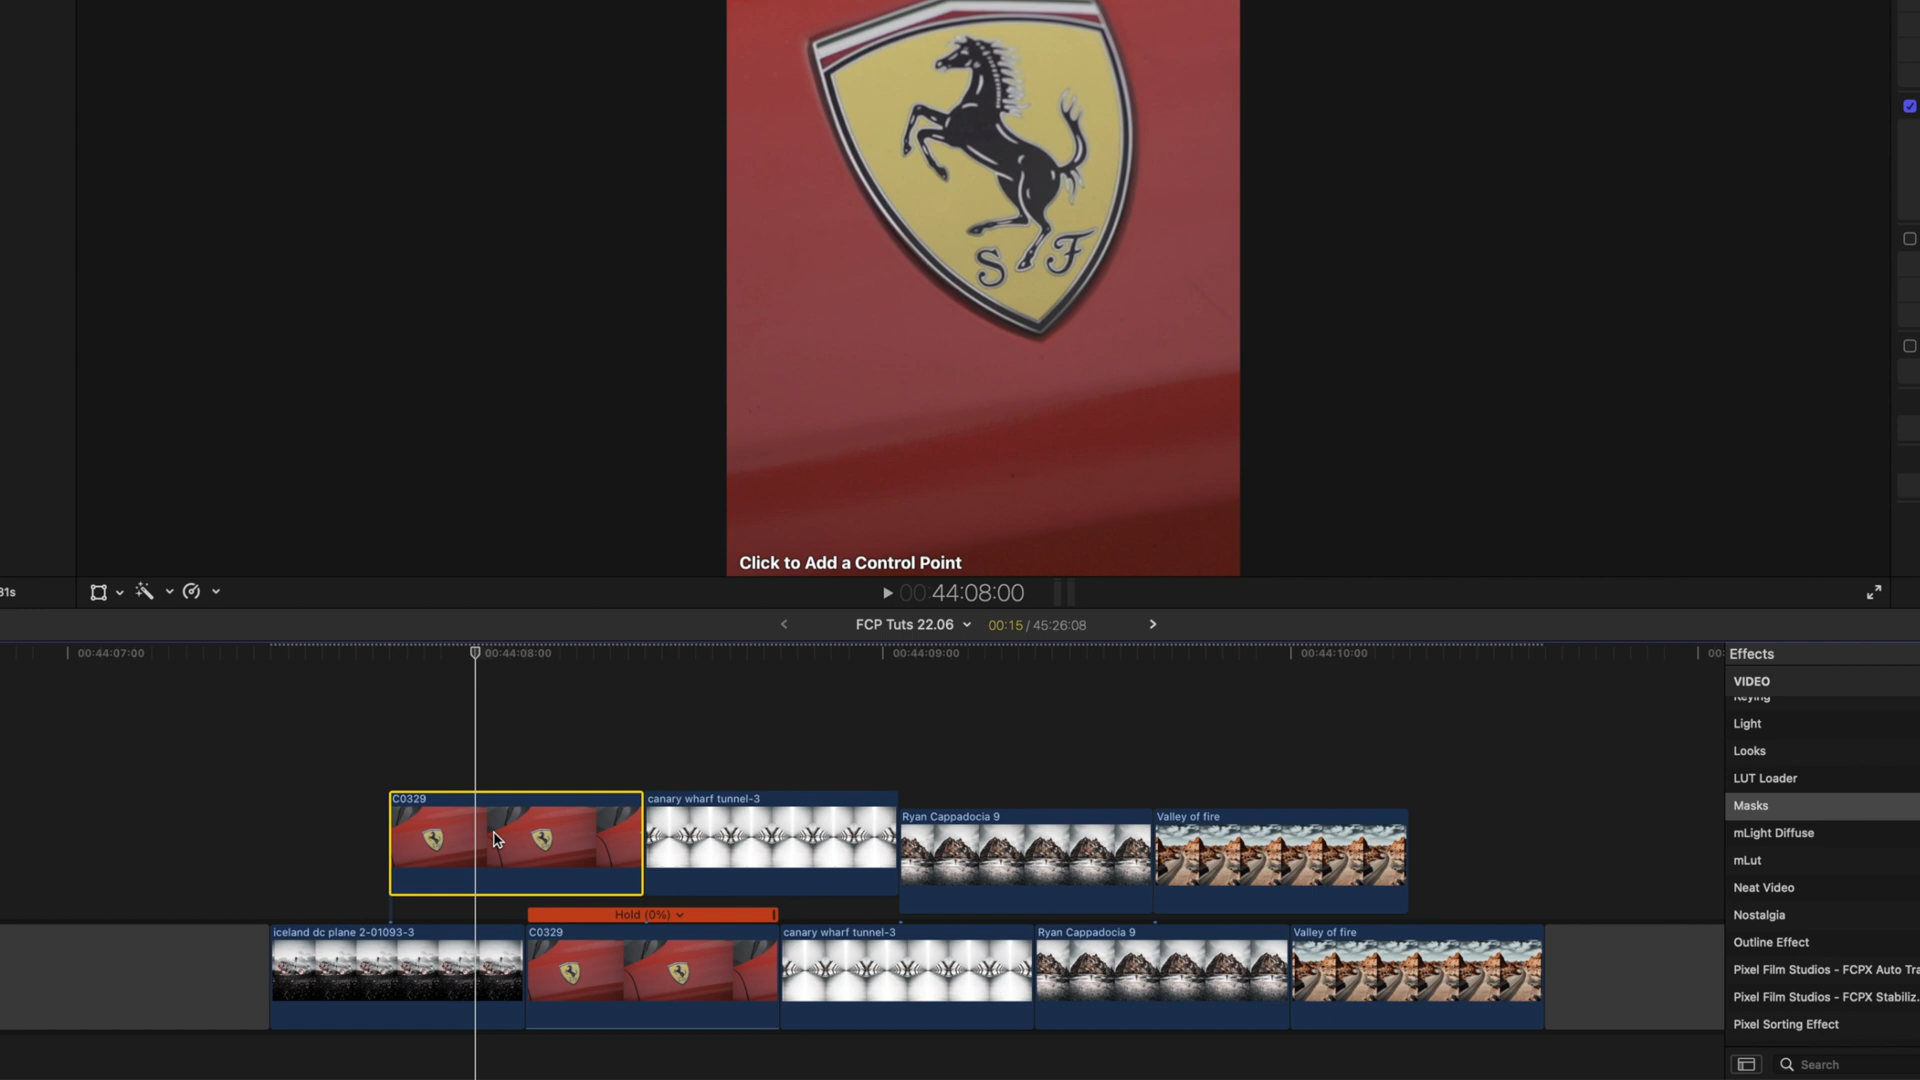 S F
Click to Add a Control Point
31s
00:44:08:00
FCP Tuts 22.06
00:15 / 45:26:08
00:44:07:00
00:44:08:00
00:44:09:00
00:44:10:00
00:
Effects
VIDEO
Keying
Light
Looks
LUT Loader
Masks
mLight Diffuse
mLut
Neat Video
Nostalgia
Outline Effect
Pixel Film Studios - FCPX Auto Tra
Pixel Film Studios - FCPX Stabiliz...
Pixel Sorting Effect
Search
C0329
canary wharf tunnel-3
Ryan Cappadocia 9
Valley of fire
Hold (0%)
iceland dc plane 2-01093-3
C0329
canary wharf tunnel-3
Ryan Cappadocia 9
Valley of fire